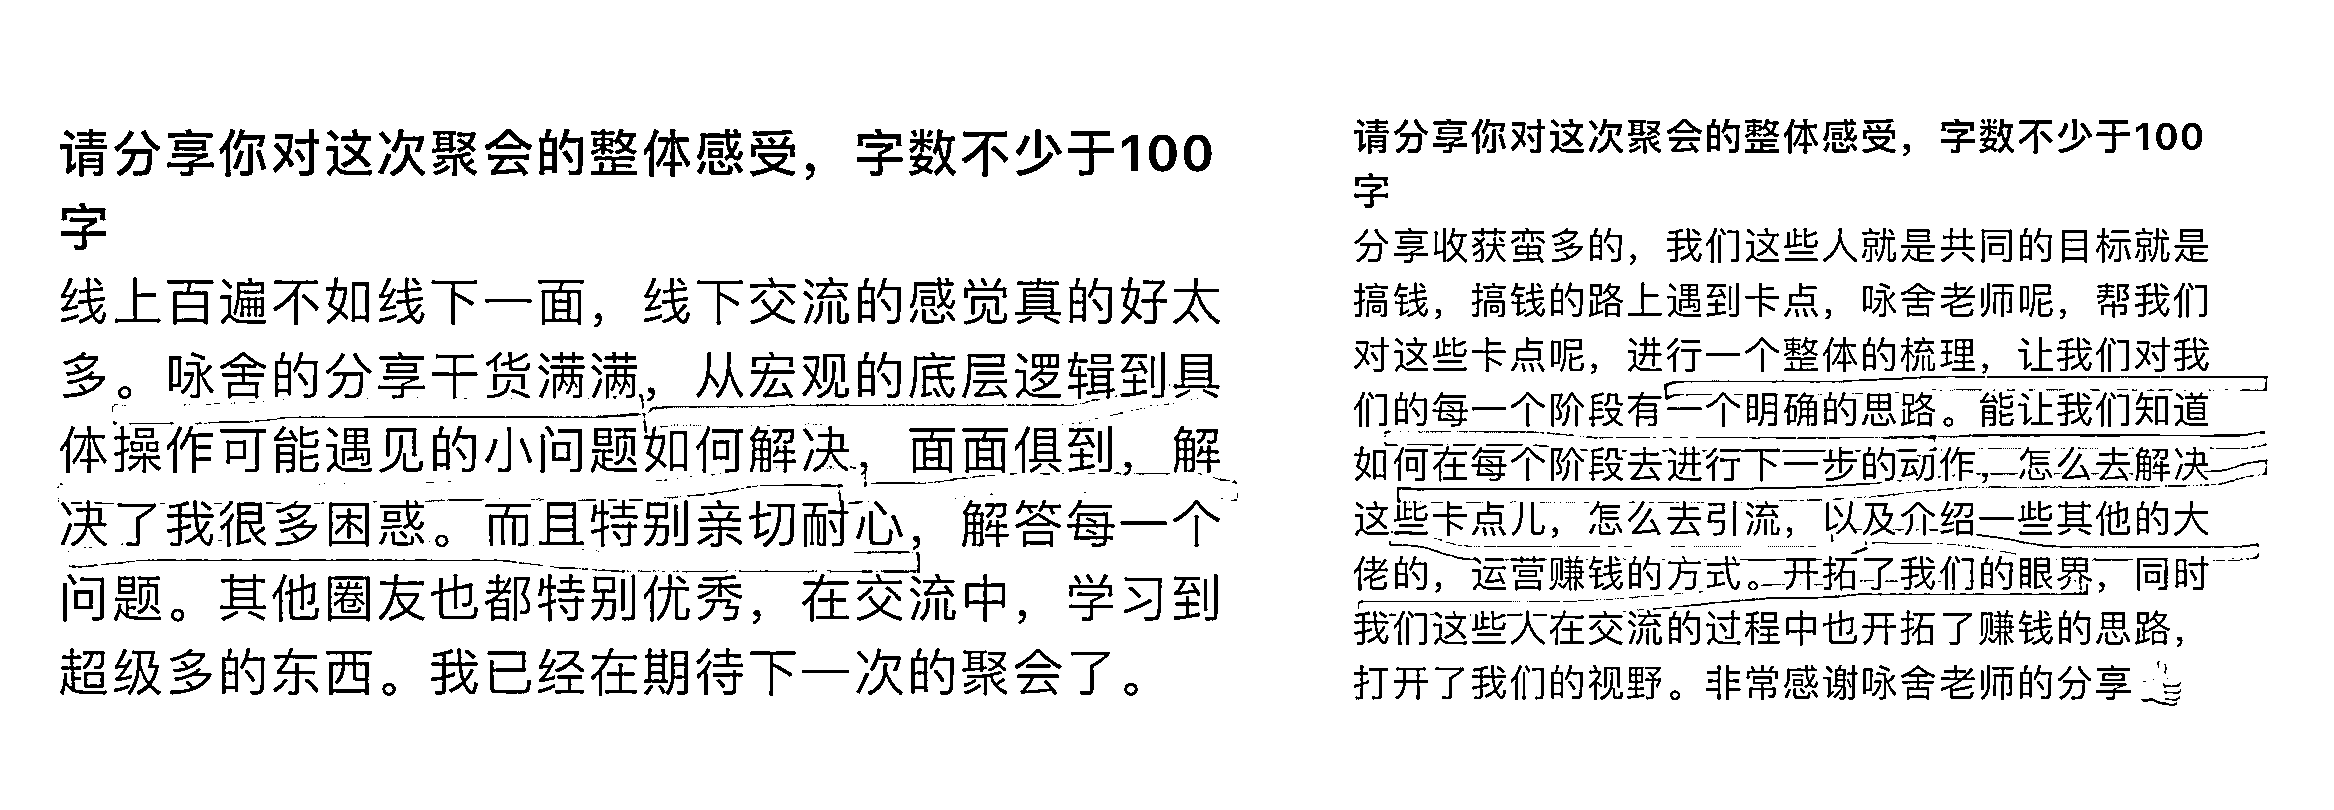 请分享你对这次聚会的整体感受，字数不少于100
字
线上百遍不如线下一面，线下交流的感觉真的好太
多。咏舍的分享干货满满，从宏观的底层逻辑到具
体操作可能遇见的小问题如何解决，面面俱到，解
决了我很多困惑。而且特别亲切耐心，解答每一个
问题。其他圈友也都特别优秀，在交流中，学习到
超级多的东西。我已经在期待下一次的聚会了。
请分享你对这次聚会的整体感受，字数不少于100
字
分享收获蛮多的，我们这些人就是共同的目标就是
搞钱，搞钱的路上遇到卡点，咏舍老师呢，帮我们
对这些卡点呢，进行一个整体的梳理，让我们对我
们的每一个阶段有一个明确的思路。能让我们知道
如何在每个阶段去进行下一步的动作，怎么去解决
这些卡点儿，怎么去引流，以及介绍一些其他的大
佬的，运营赚钱的方式。开拓了我们的眼界，同时
我们这些人在交流的过程中也开拓了赚钱的思路，
打开了我们的视野。非常感谢咏舍老师的分享👍